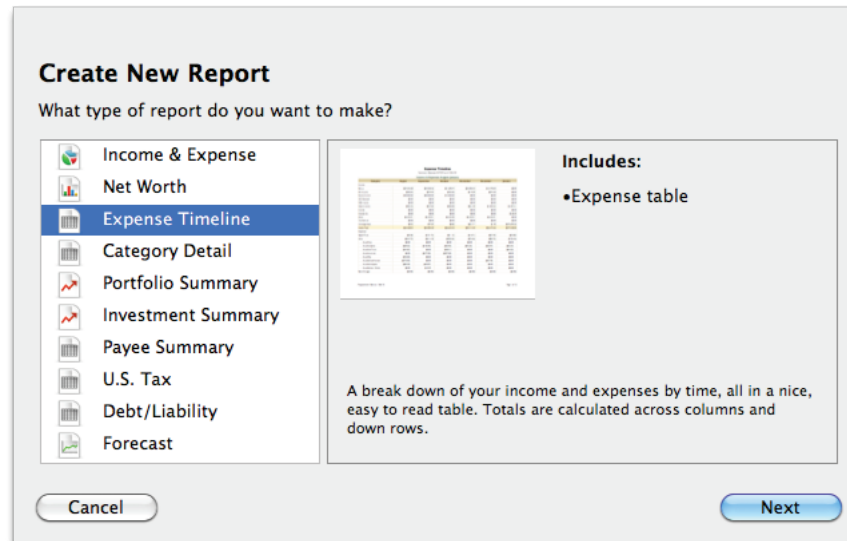 Create New Report
What type of report do you want to make?
Income & Expense
Net Worth
Expense Timeline
Category Detail
Portfolio Summary
Investment Summary
Payee Summary
U.S. Tax
Debt/Liability
Forecast
Includes:
•Expense table
A break down of your income and expenses by time, all in a nice,
easy to read table. Totals are calculated across columns and
down rows.
Cancel
Next